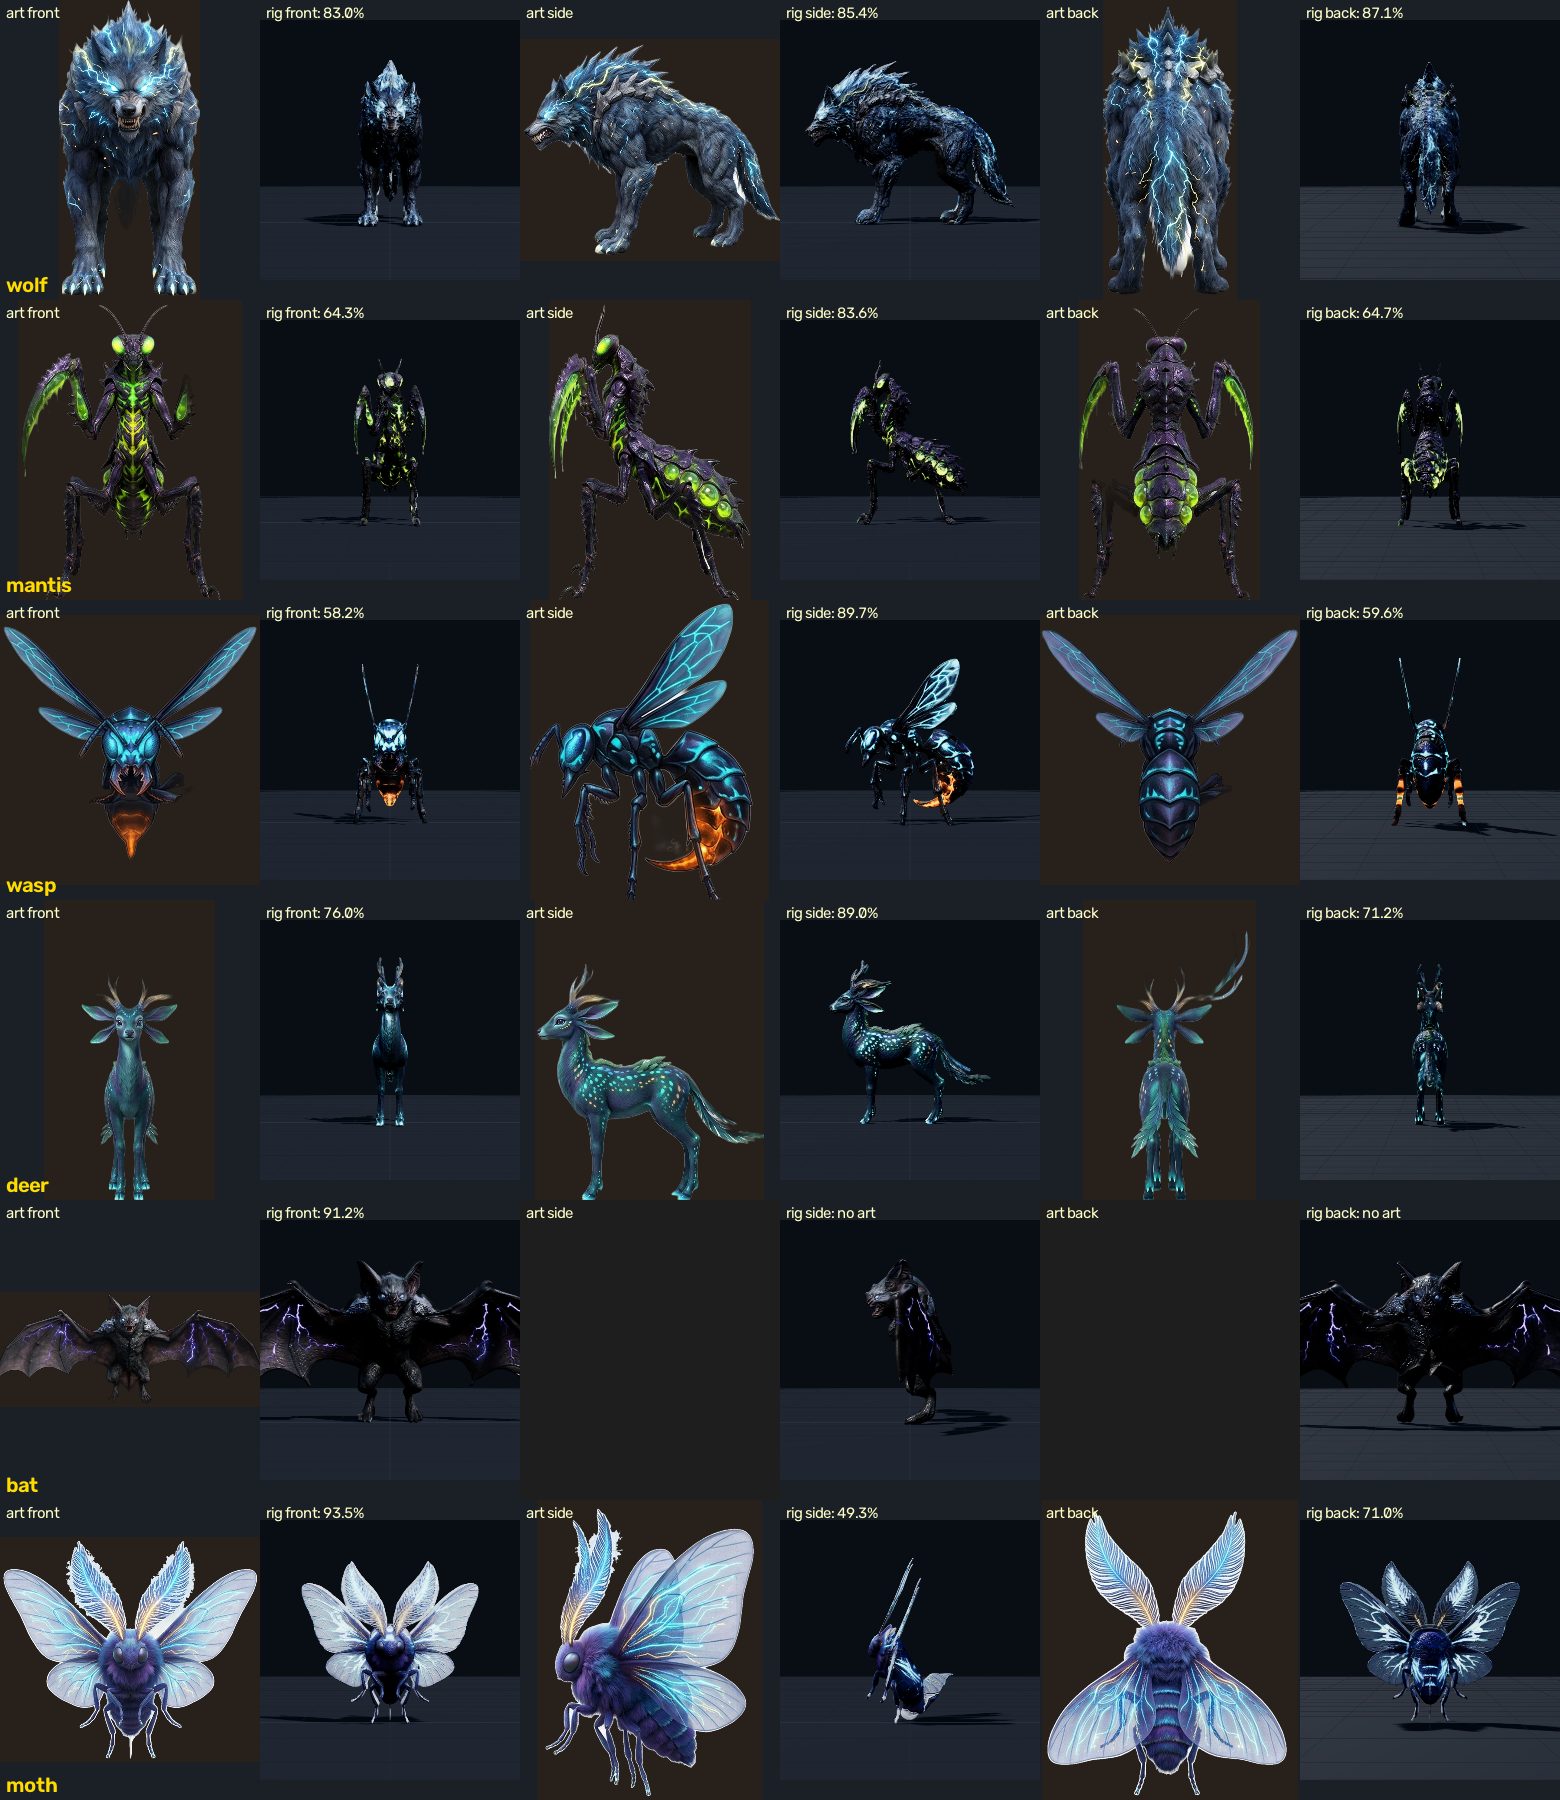 art front
rig front: 83.0%
art side
rig side: 85.4%
art back
rig back: 87.1%
wolf
art front
rig front: 64.3%
art side
rig side: 83.6%
art back
rig back: 64.7%
mantis
art front
rig front: 58.2%
art side
rig side: 89.7%
art back
rig back: 59.6%
wasp
art front
rig front: 76.0%
art side
rig side: 89.0%
art back
rig back: 71.2%
deer
art front
rig front: 91.2%
art side
rig side: no art
art back
rig back: no art
bat
art front
rig front: 93.5%
art side
rig side: 49.3%
art back
rig back: 71.0%
moth